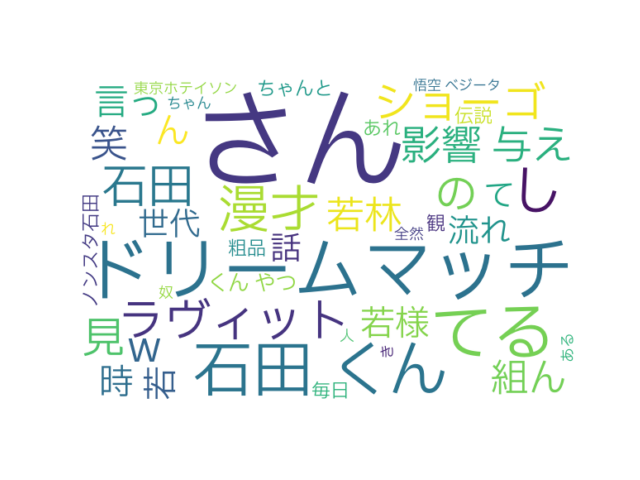 東京ホテイソン
ちゃんと
悟空 ベジータ
言っ
ちゃん
さん
ショーゴ
伝説
笑
ん
あれ
影響 与え
石田
漫才
若林
の
て
し
ノンスタ石田
れ
世代
粗品
話
全然
観
流れ
ドリームマッチ
奴
くん やつ
ラヴィット
若様
てる
見
w
石田 くん
人
き
ある
時
若
毎日
組ん